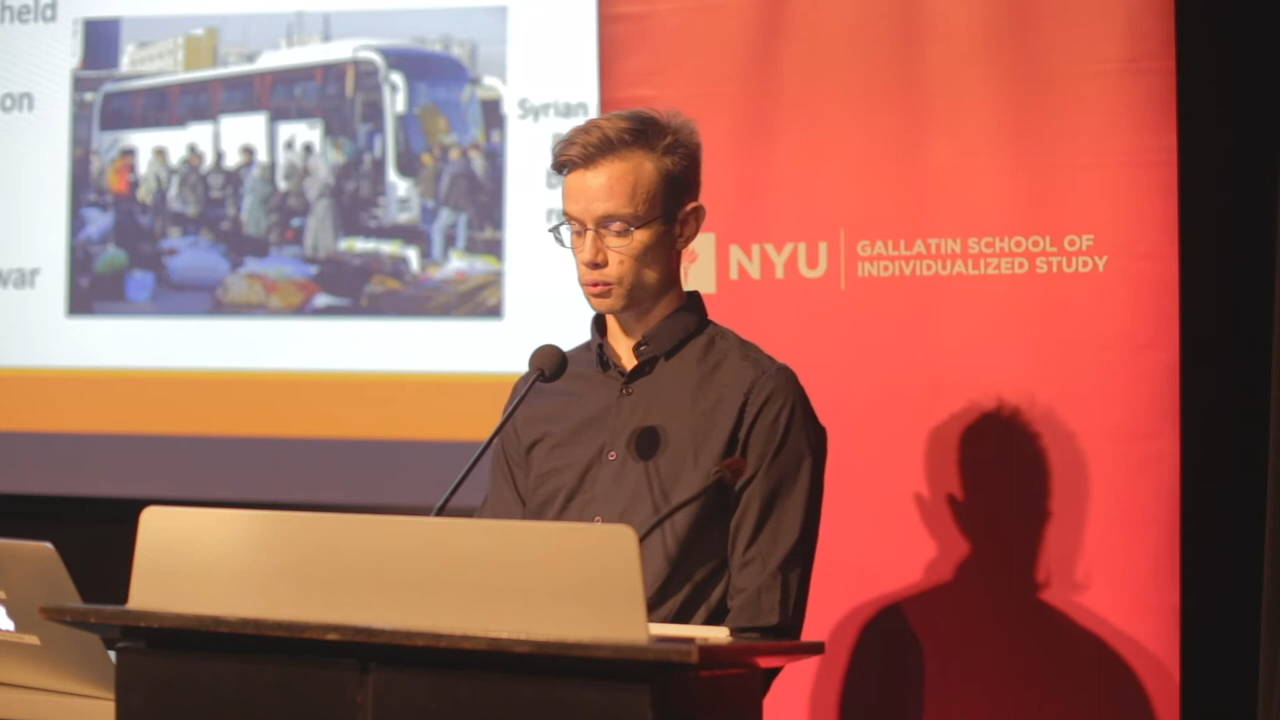 held
on
war
Syrian
NYU
GALLATIN SCHOOL OF
INDIVIDUALIZED STUDY